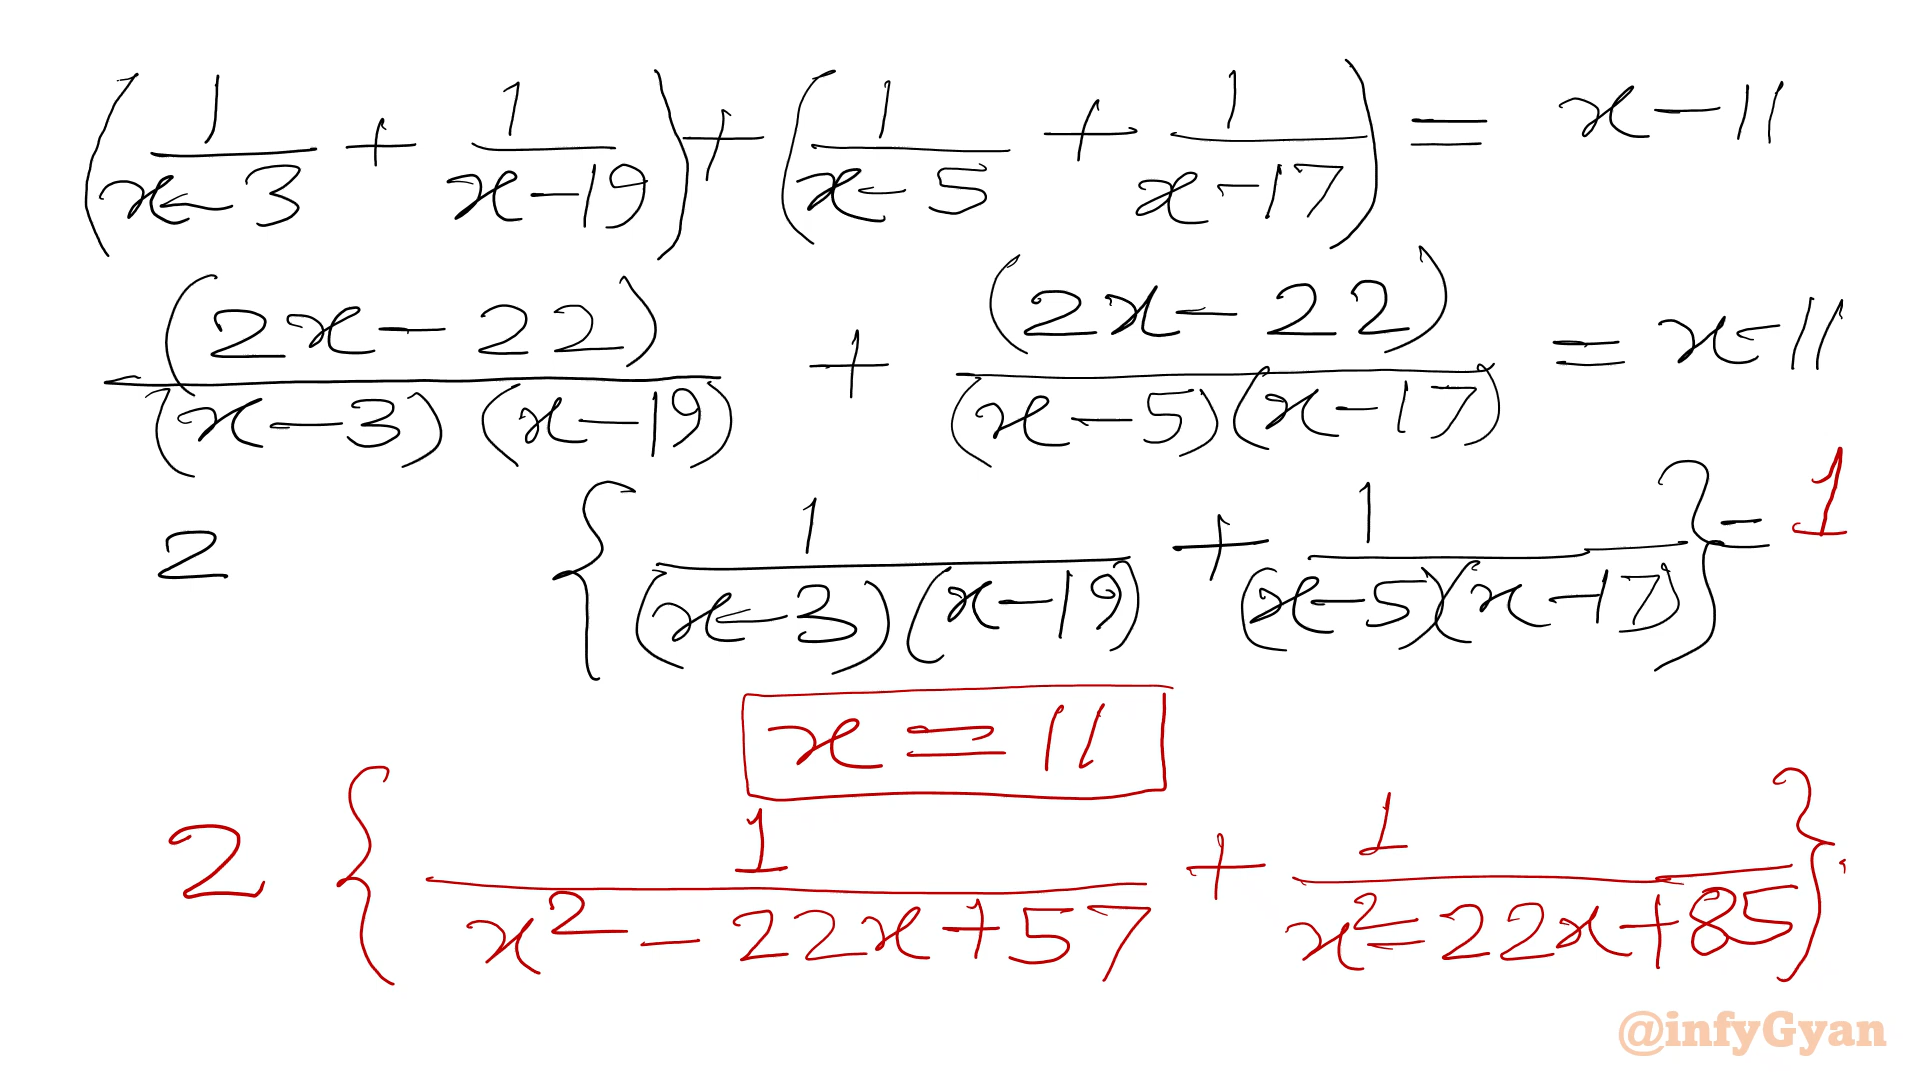 (1/(x-3) + 1/(x-19)) + (1/(x-5) + 1/(x-17)) = x-11
(2x-22)/((x-3)(x-19)) + (2x-22)/((x-5)(x-17)) = x-11
2 {1/((x-3)(x-19)) + 1/((x-5)(x-17))} = 1
x = 11
2 {1/(x²-22x+57) + 1/(x²-22x+85)}
@infyGyan